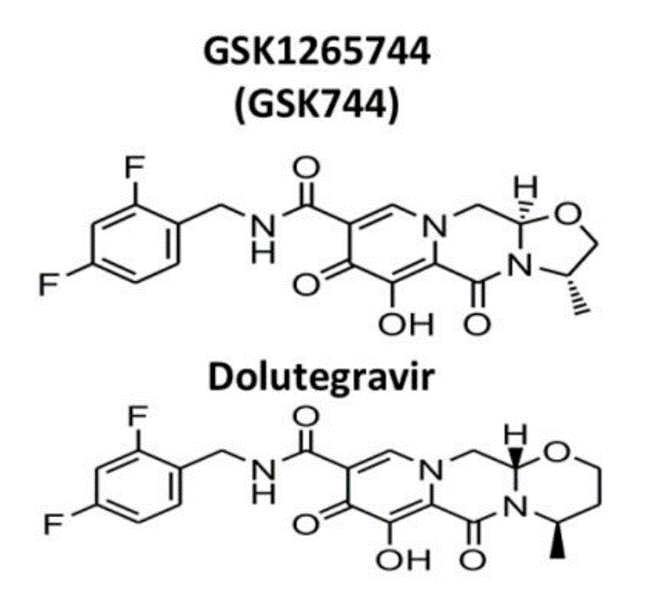 GSK1265744
(GSK744)
F
F
N
H
O
O
N
OH
O
N
H
O
Dolutegravir
F
F
N
H
O
O
N
OH
O
N
H
O